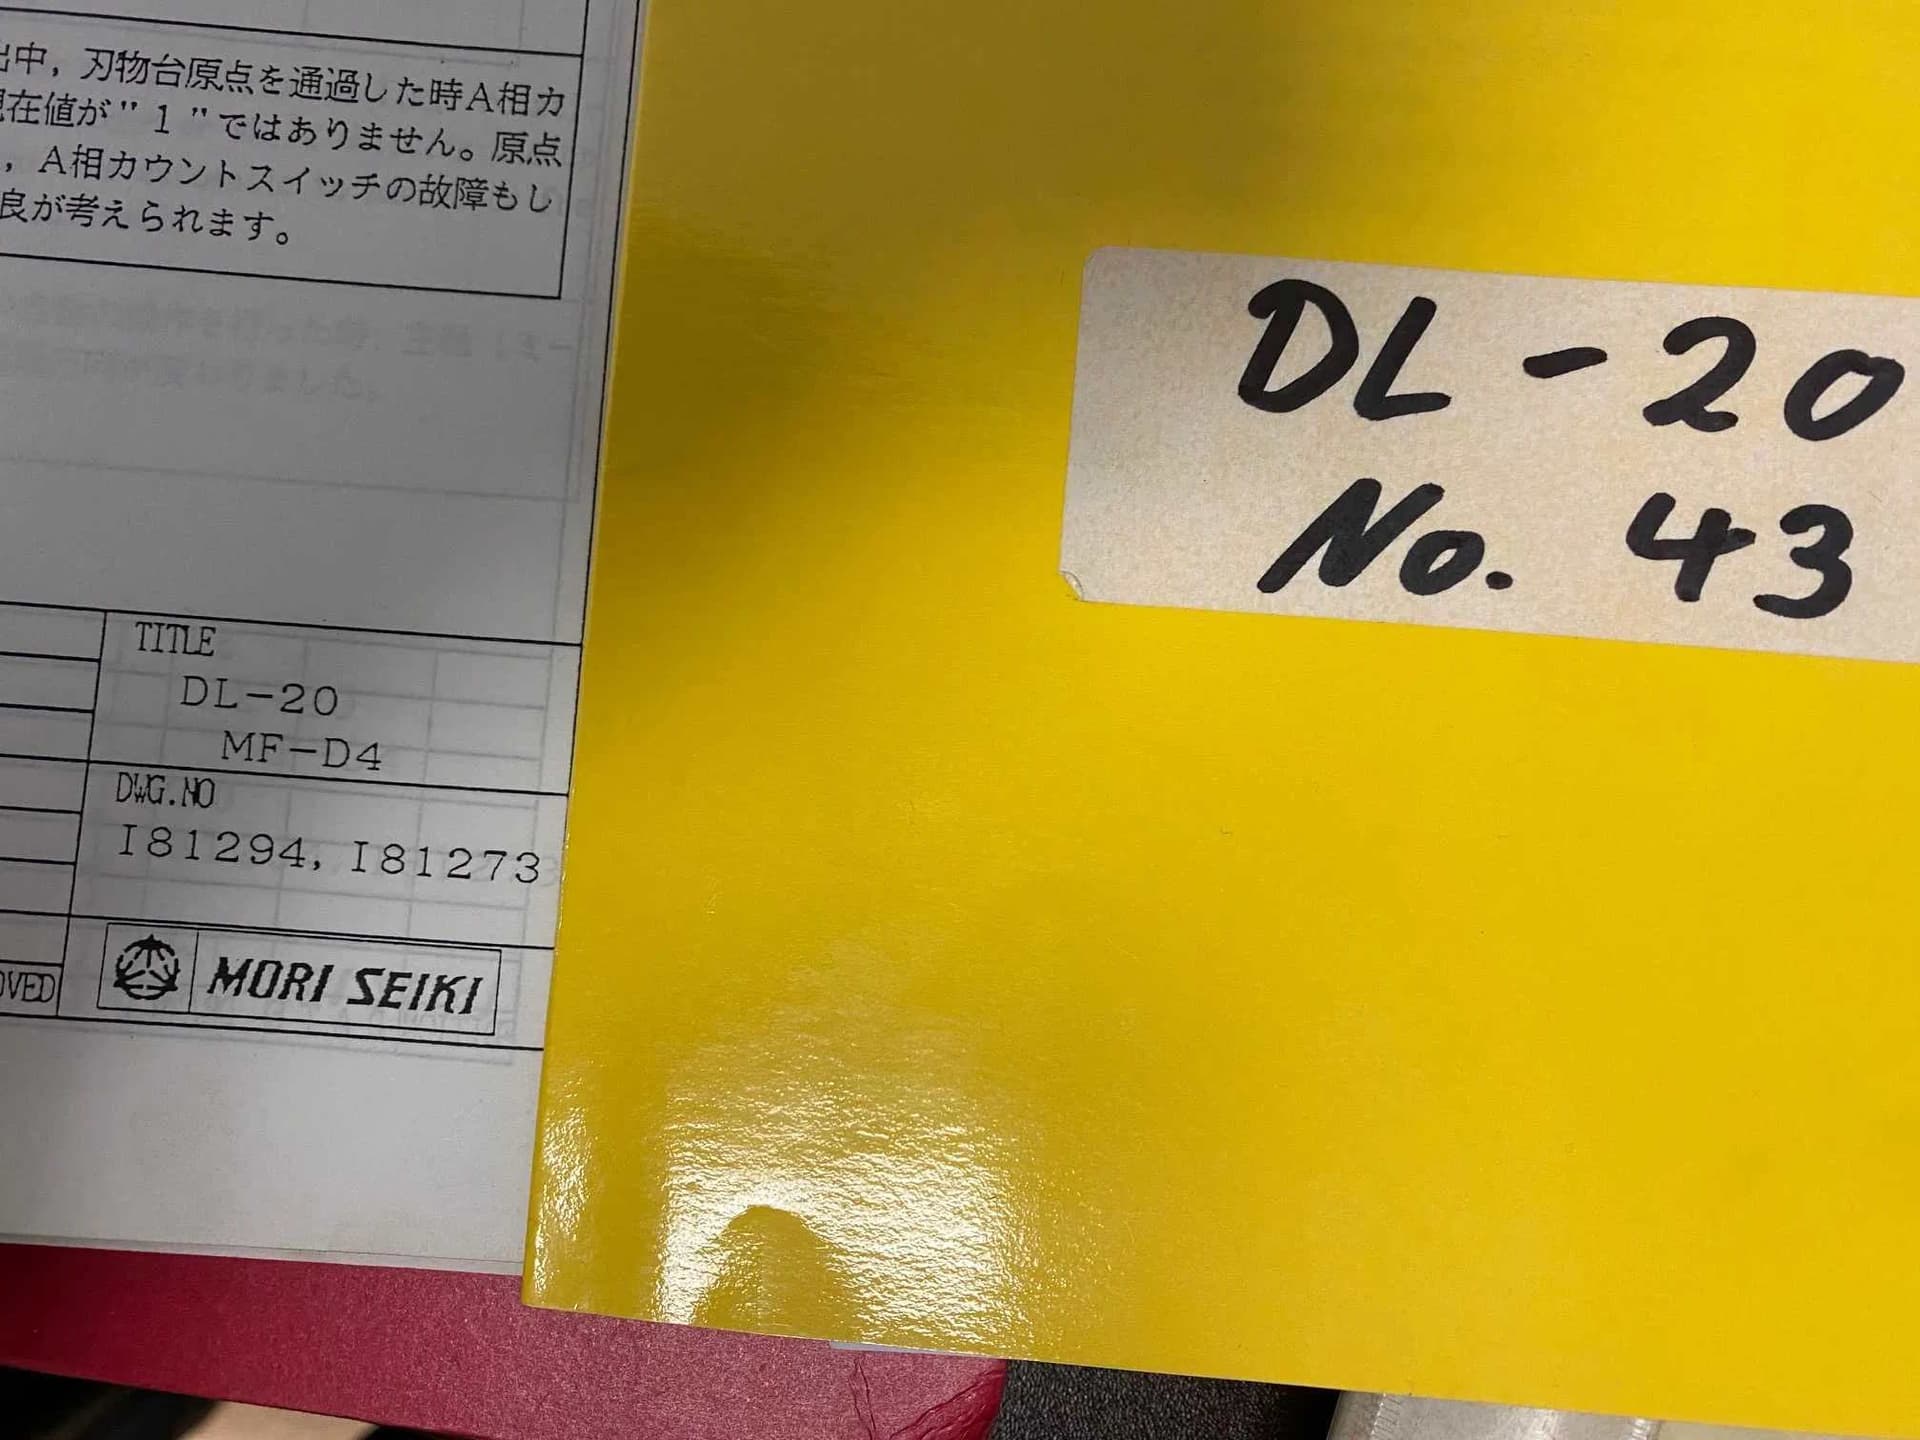 出中，刃物台原点を通過した時A相カ
現在値が"1"ではありません。原点
，A相カウントスイッチの故障もし
良が考えられます。
TITLE
DL-20
MF-D4
DWG.NO
I81294, I81273
OVED
MORI SEIKI
DL-20
No. 43